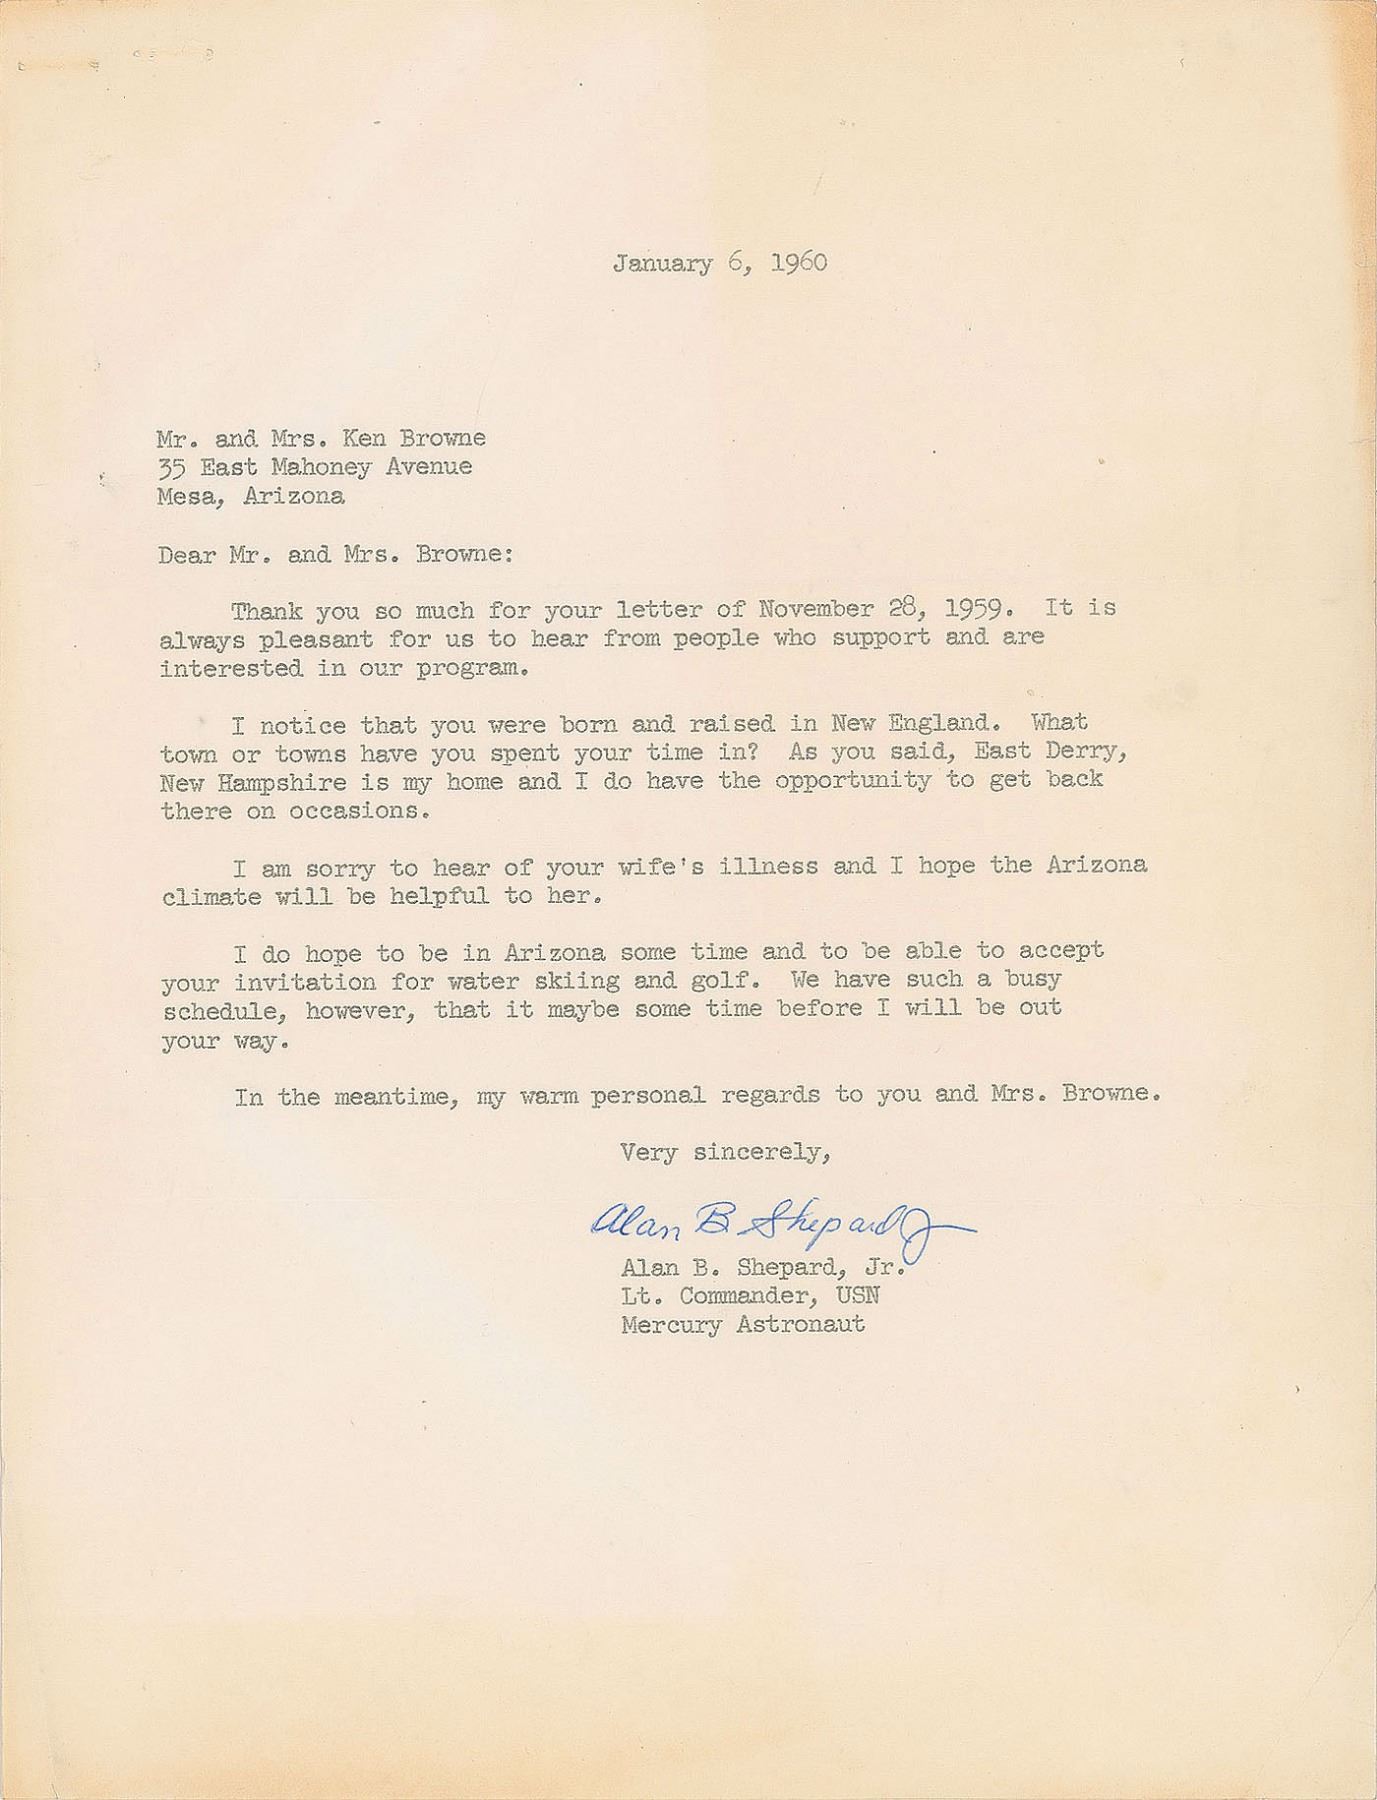 January 6, 1960
Mr. and Mrs. Ken Browne
35 East Mahoney Avenue
Mesa, Arizona
Dear Mr. and Mrs. Browne:
Thank you so much for your letter of November 28, 1959. It is
always pleasant for us to hear from people who support and are
interested in our program.
I notice that you were born and raised in New England. What
town or towns have you spent your time in? As you said, East Derry,
New Hampshire is my home and I do have the opportunity to get back
there on occasions.
I am sorry to hear of your wife's illness and I hope the Arizona
climate will be helpful to her.
I do hope to be in Arizona some time and to be able to accept
your invitation for water skiing and golf. We have such a busy
schedule, however, that it maybe some time before I will be out
your way.
In the meantime, my warm personal regards to you and Mrs. Browne.
Very sincerely,
Alan B Shepard Jr
Alan B. Shepard, Jr.
Lt. Commander, USN
Mercury Astronaut